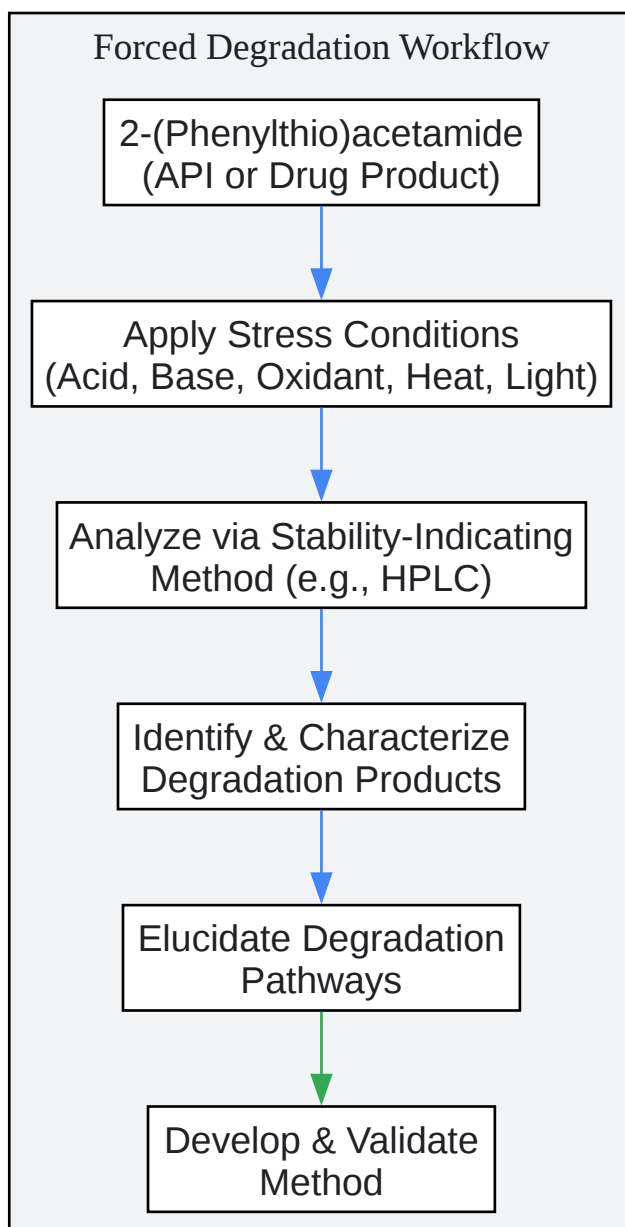 Forced Degradation Workflow
2-(Phenylthio)acetamide
(API or Drug Product)
Apply Stress Conditions
(Acid, Base, Oxidant, Heat, Light)
Analyze via Stability-Indicating
Method (e.g., HPLC)
Identify & Characterize
Degradation Products
Elucidate Degradation
Pathways
Develop & Validate
Method